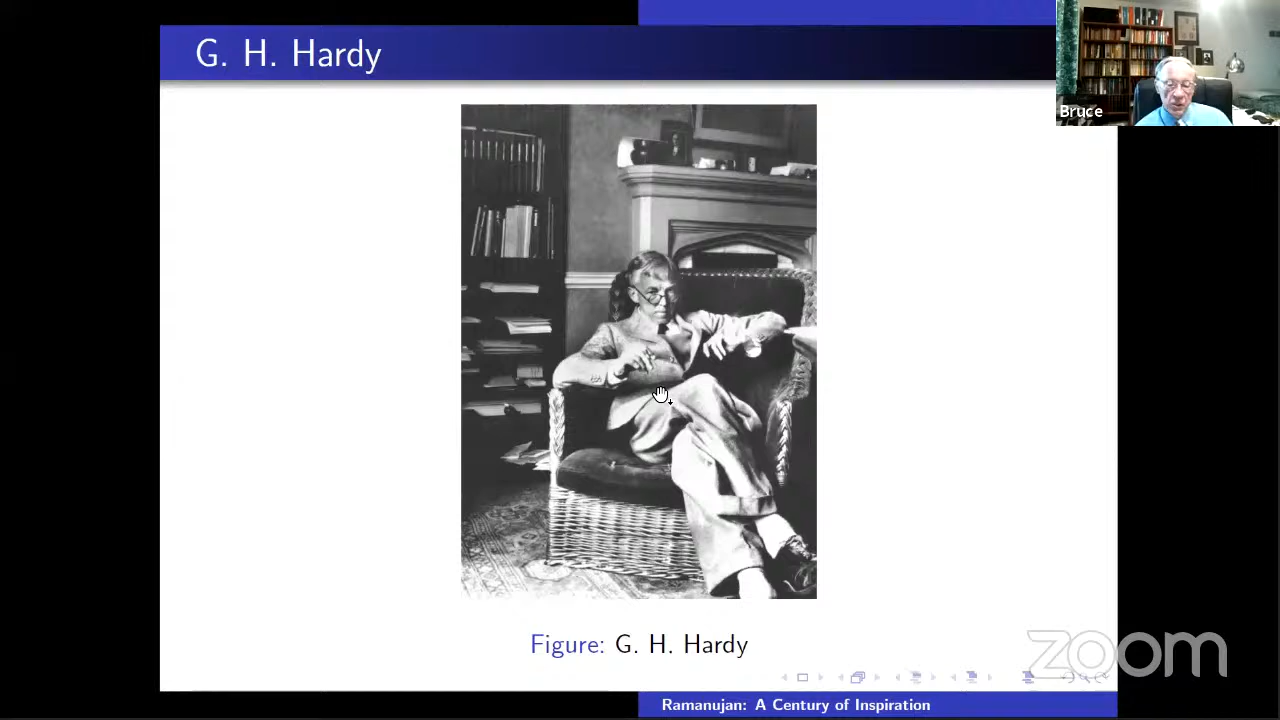 G. H. Hardy
Bruce
Figure: G. H. Hardy
zoom
Ramanujan: A Century of Inspiration